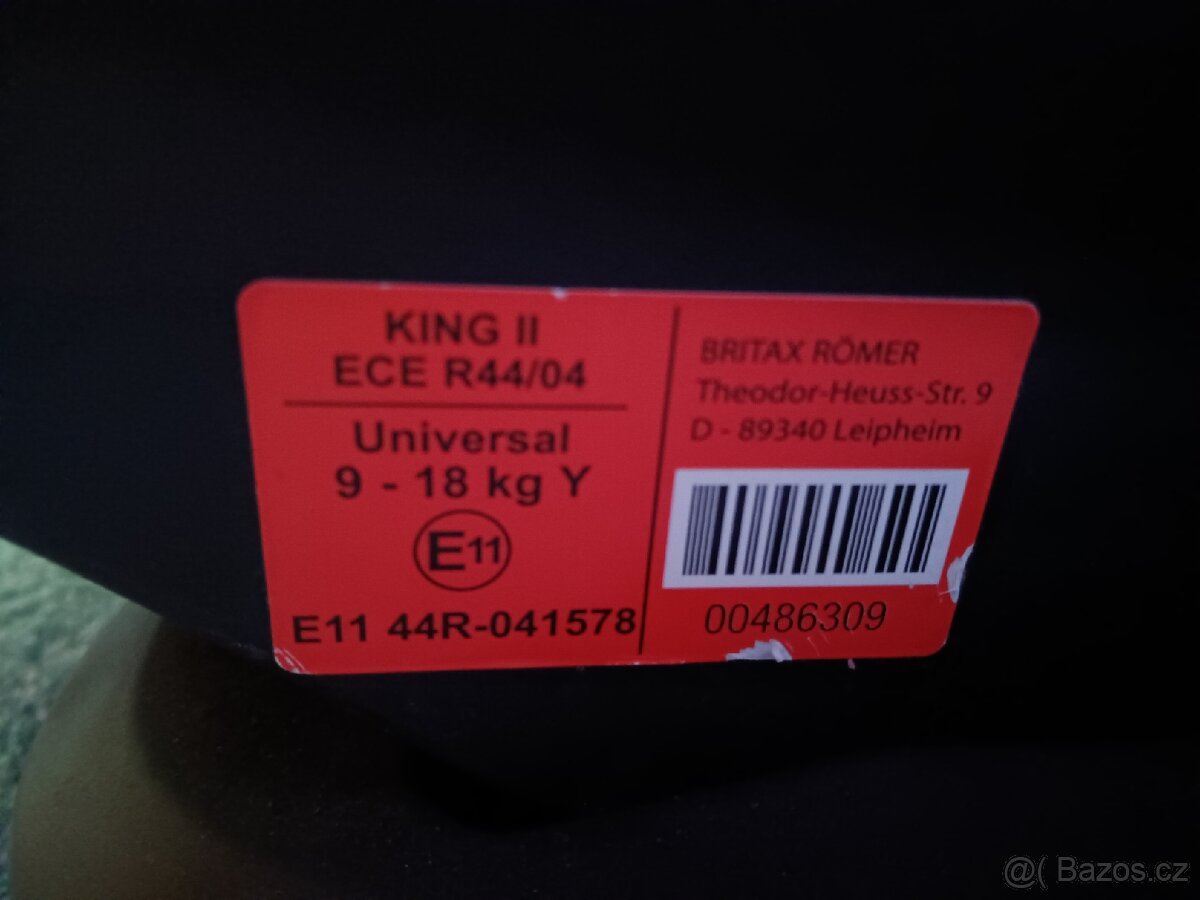 KING II
ECE R44/04
Universal
9 - 18 kg Y
E11
E11 44R-041578
BRITAX RÖMER
Theodor-Heuss-Str. 9
D - 89340 Leipheim
00486309
@( Bazos.cz